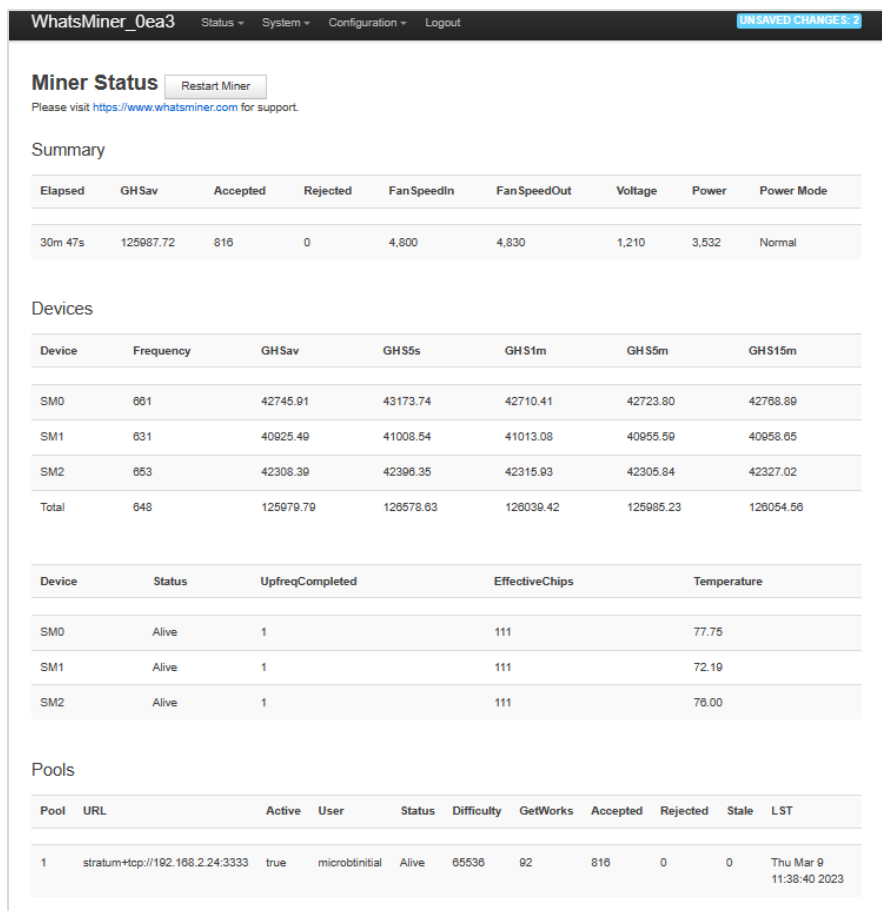 WhatsMiner_0ea3 Status System Configuration Logout UNSAVED CHANGES: 2
Miner Status Restart Miner
Please visit https://www.whatsminer.com for support.
Summary
Elapsed GHSav Accepted Rejected FanSpeedIn FanSpeedOut Voltage Power Power Mode
30m 47s 125987.72 816 0 4,800 4,830 1,210 3,532 Normal
Devices
Device Frequency GHSav GHS5s GHS1m GHS5m GHS15m
SM0 661 42745.91 43173.74 42710.41 42723.80 42768.89
SM1 631 40925.49 41008.54 41013.08 40955.59 40958.65
SM2 653 42308.39 42396.35 42315.93 42305.84 42327.02
Total 648 125979.79 126578.63 126039.42 125985.23 126054.56
Device Status UpfreqCompleted EffectiveChips Temperature
SM0 Alive 1 111 77.75
SM1 Alive 1 111 72.19
SM2 Alive 1 111 76.00
Pools
Pool URL Active User Status Difficulty GetWorks Accepted Rejected Stale LST
1 stratum+tcp://192.168.2.24:3333 true microbtinitial Alive 65536 92 816 0 0 Thu Mar 9
11:38:40 2023